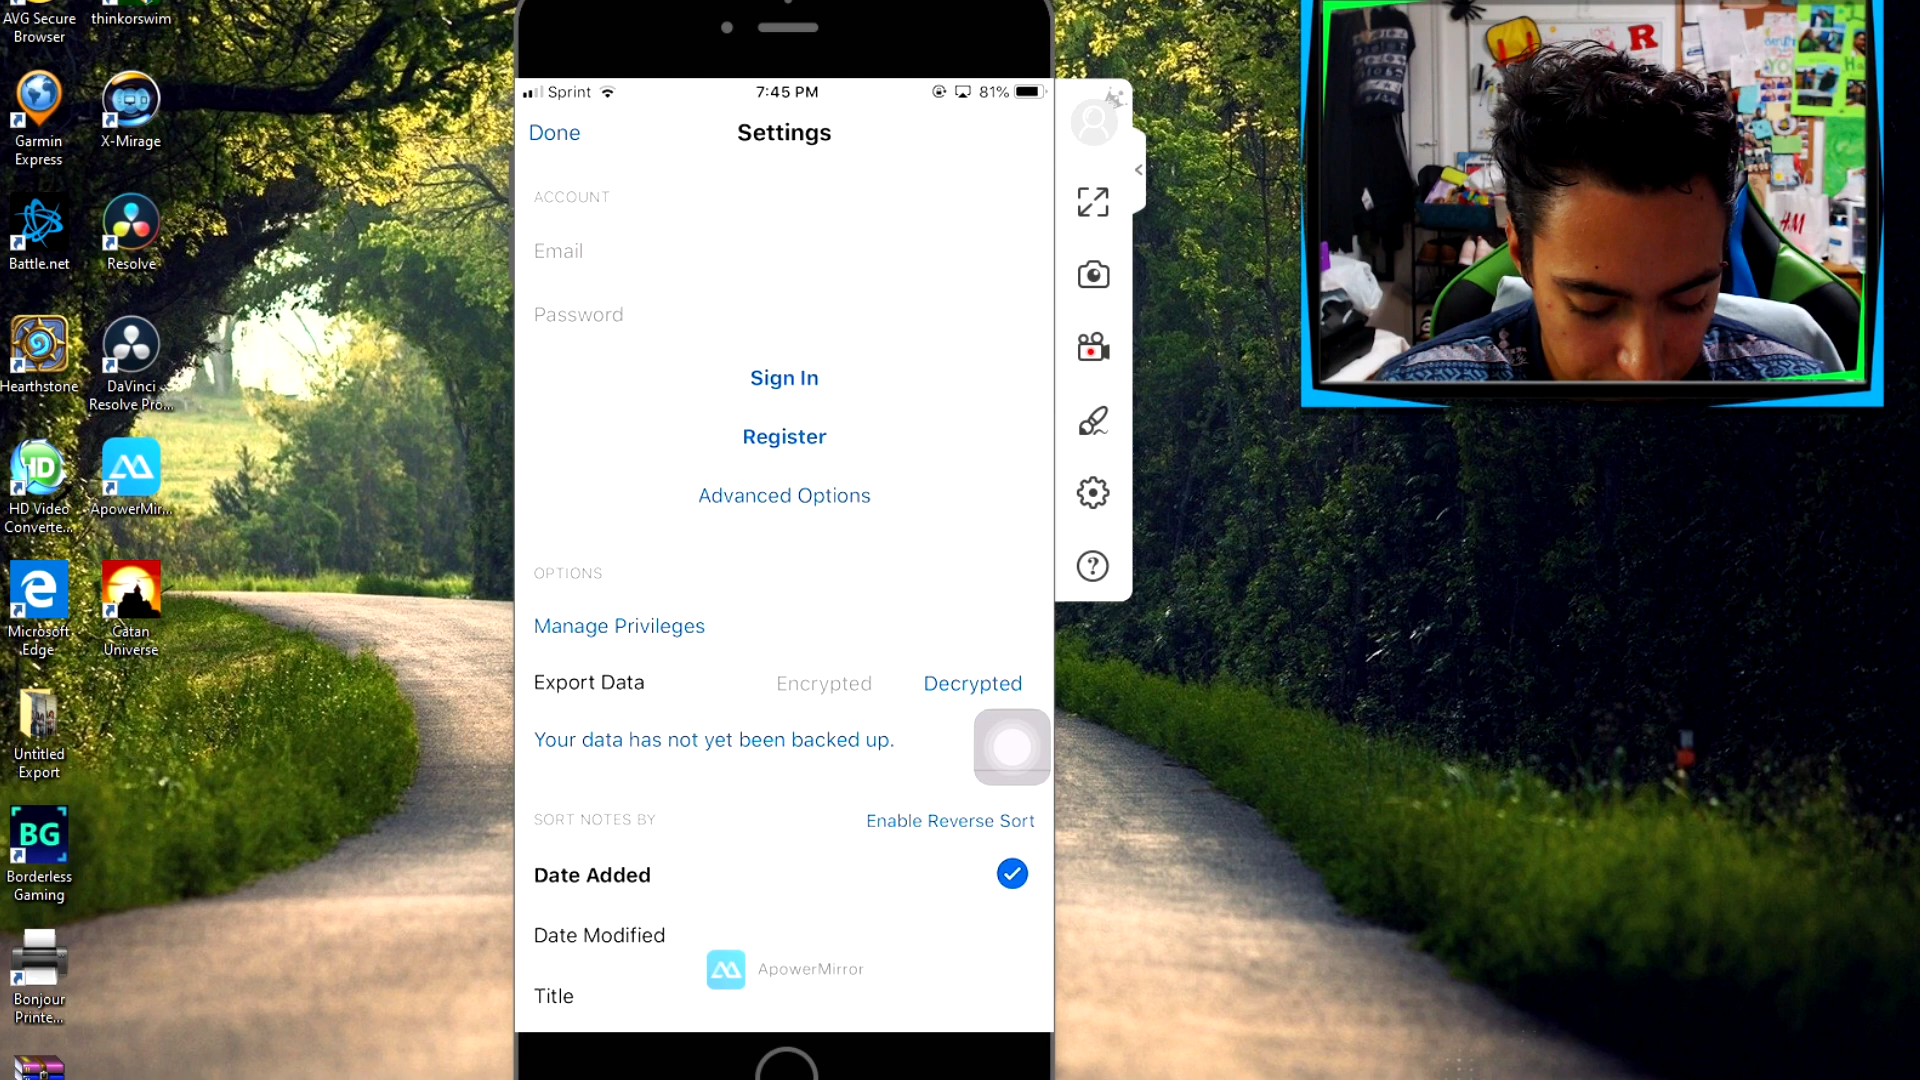 AVG Secure
Browser
thinkorswim
Garmin
Express
X-Mirage
Battle.net
Resolve
Hearthstone
DaVinci
Resolve Pro...
HD
HD Video
Converte...
ApowerMir...
Microsoft
Edge
Catan
Universe
Untitled
Export
BG
Borderless
Gaming
Bonjour
Printe...
Sprint
7:45 PM
81%
Done
Settings
ACCOUNT
Email
Password
Sign In
Register
Advanced Options
OPTIONS
Manage Privileges
Export Data
Encrypted
Decrypted
Your data has not yet been backed up.
SORT NOTES BY
Enable Reverse Sort
Date Added
Date Modified
ApowerMirror
Title
R
H&M